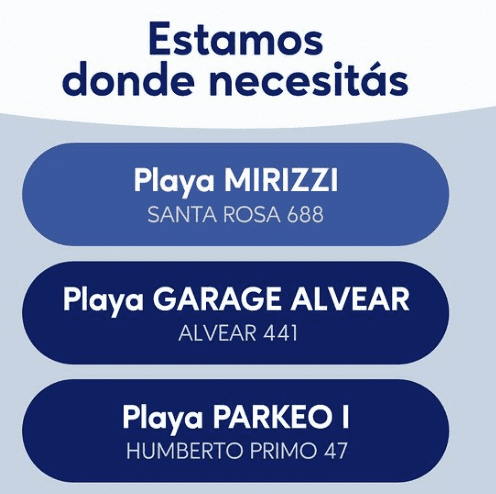 Estamos
donde necesitás
Playa MIRIZZI
SANTA ROSA 688
Playa GARAGE ALVEAR
ALVEAR 441
Playa PARKEO I
HUMBERTO PRIMO 47